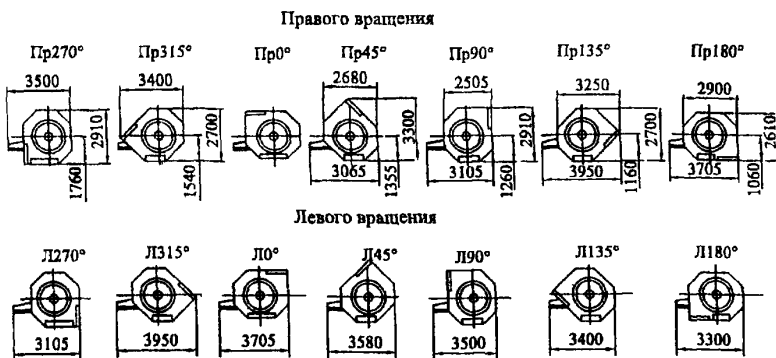 Правого вращения
Пр270° Пр315° Пр0° Пр45° Пр90° Пр135° Пр180°
3500 3400 2680 2505 3250 2900
2910 2700 3300 2910 2700 2610
1760 1540 3065 1355 3105 1260 3950 1160 3705 1060
Левого вращения
Л270° Л315° Л0° Л45° Л90° Л135° Л180°
3105 3950 3705 3580 3500 3400 3300